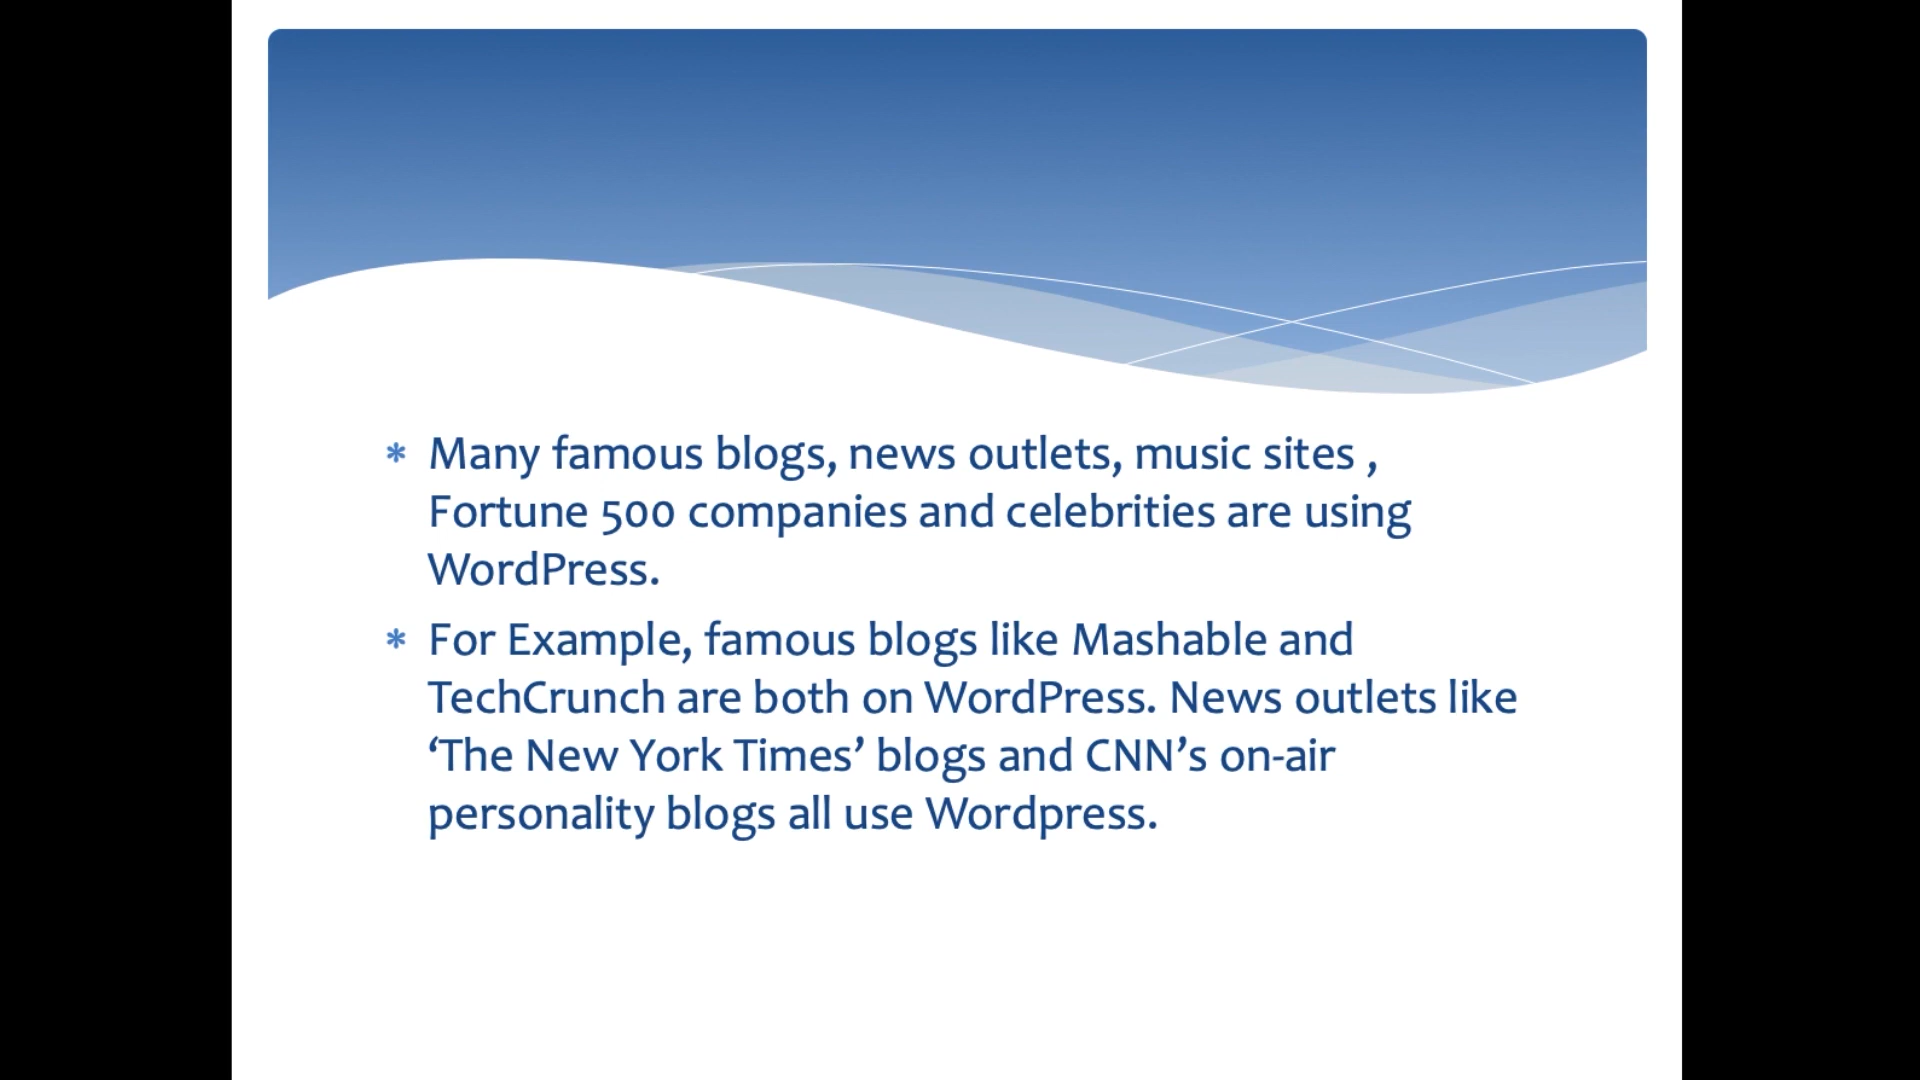 * Many famous blogs, news outlets, music sites ,
Fortune 500 companies and celebrities are using
WordPress.
* For Example, famous blogs like Mashable and
TechCrunch are both on WordPress. News outlets like
‘The New York Times’ blogs and CNN’s on-air
personality blogs all use Wordpress.